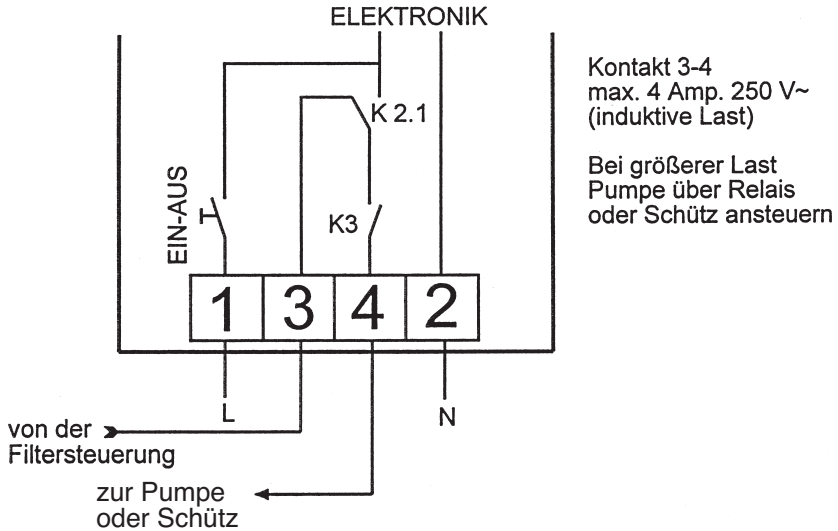 ELEKTRONIK
Kontakt 3-4
max. 4 Amp. 250 V~
(induktive Last)
Bei größerer Last
Pumpe über Relais
oder Schütz ansteuern
K 2.1
EIN-AUS
K3
1 3 4 2
L
N
von der
Filtersteuerung
zur Pumpe
oder Schütz